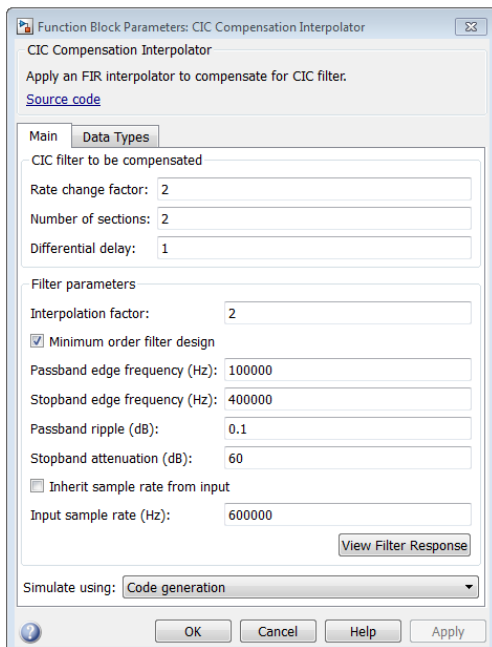 Function Block Parameters: CIC Compensation Interpolator
CIC Compensation Interpolator
Apply an FIR interpolator to compensate for CIC filter.
Source code
Main Data Types
CIC filter to be compensated
Rate change factor: 2
Number of sections: 2
Differential delay: 1
Filter parameters
Interpolation factor: 2
Minimum order filter design
Passband edge frequency (Hz): 100000
Stopband edge frequency (Hz): 400000
Passband ripple (dB): 0.1
Stopband attenuation (dB): 60
Inherit sample rate from input
Input sample rate (Hz): 600000
View Filter Response
Simulate using: Code generation
? OK Cancel Help Apply